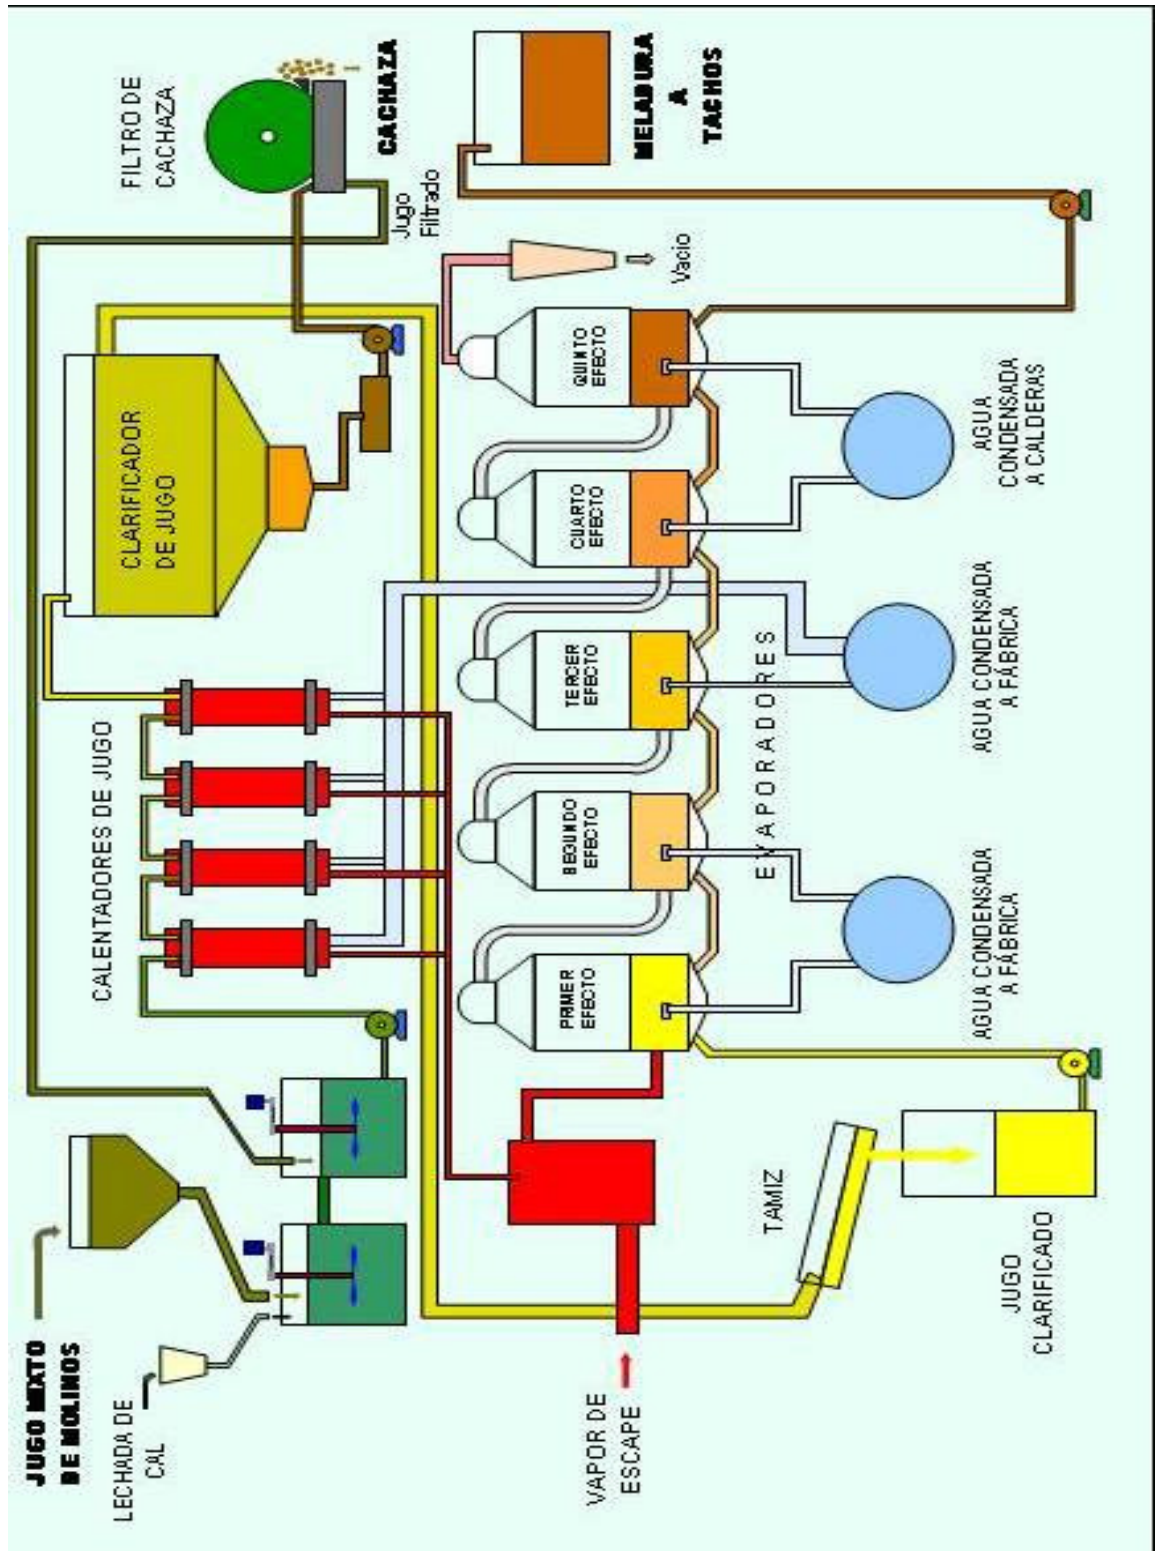 JUGO MIXTO
DE MOLINOS
LECHADA DE
CAL
CALENTADORES DE JUGO
CLARIFICADOR
DE JUGO
FILTRO DE
CACHAZA
CACHAZA
Jugo
Filtrado
MELADURA
A
TACHOS
Vacio
PRIMER
EFECTO
SEGUNDO
EFECTO
TERCER
EFECTO
CUARTO
EFECTO
QUINTO
EFECTO
EVAPORADORES
VAPOR DE
ESCAPE
TAMIZ
JUGO
CLARIFICADO
AGUA CONDENSADA
A FÁBRICA
AGUA CONDENSADA
A FÁBRICA
AGUA
CONDENSADA
A CALDERAS